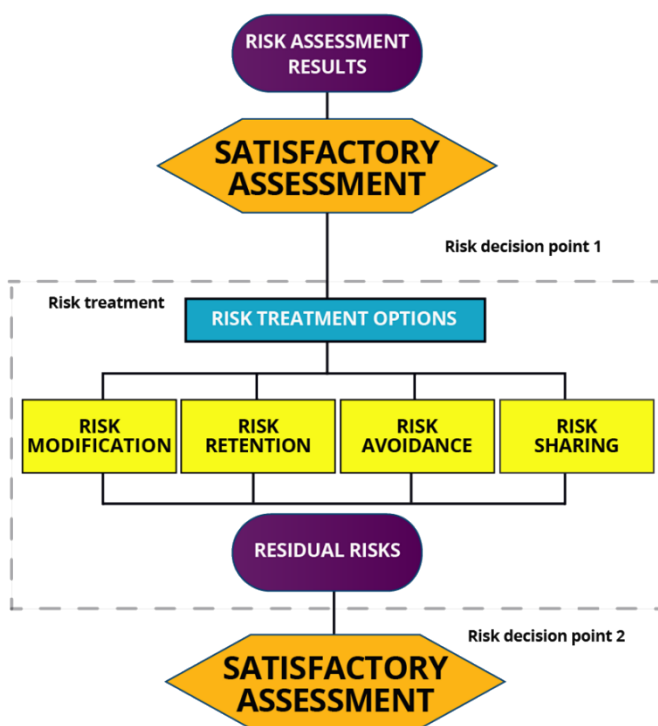 RISK ASSESSMENT
RESULTS
SATISFACTORY
ASSESSMENT
Risk decision point 1
Risk treatment
RISK TREATMENT OPTIONS
RISK
MODIFICATION
RISK
RETENTION
RISK
AVOIDANCE
RISK
SHARING
RESIDUAL RISKS
Risk decision point 2
SATISFACTORY
ASSESSMENT